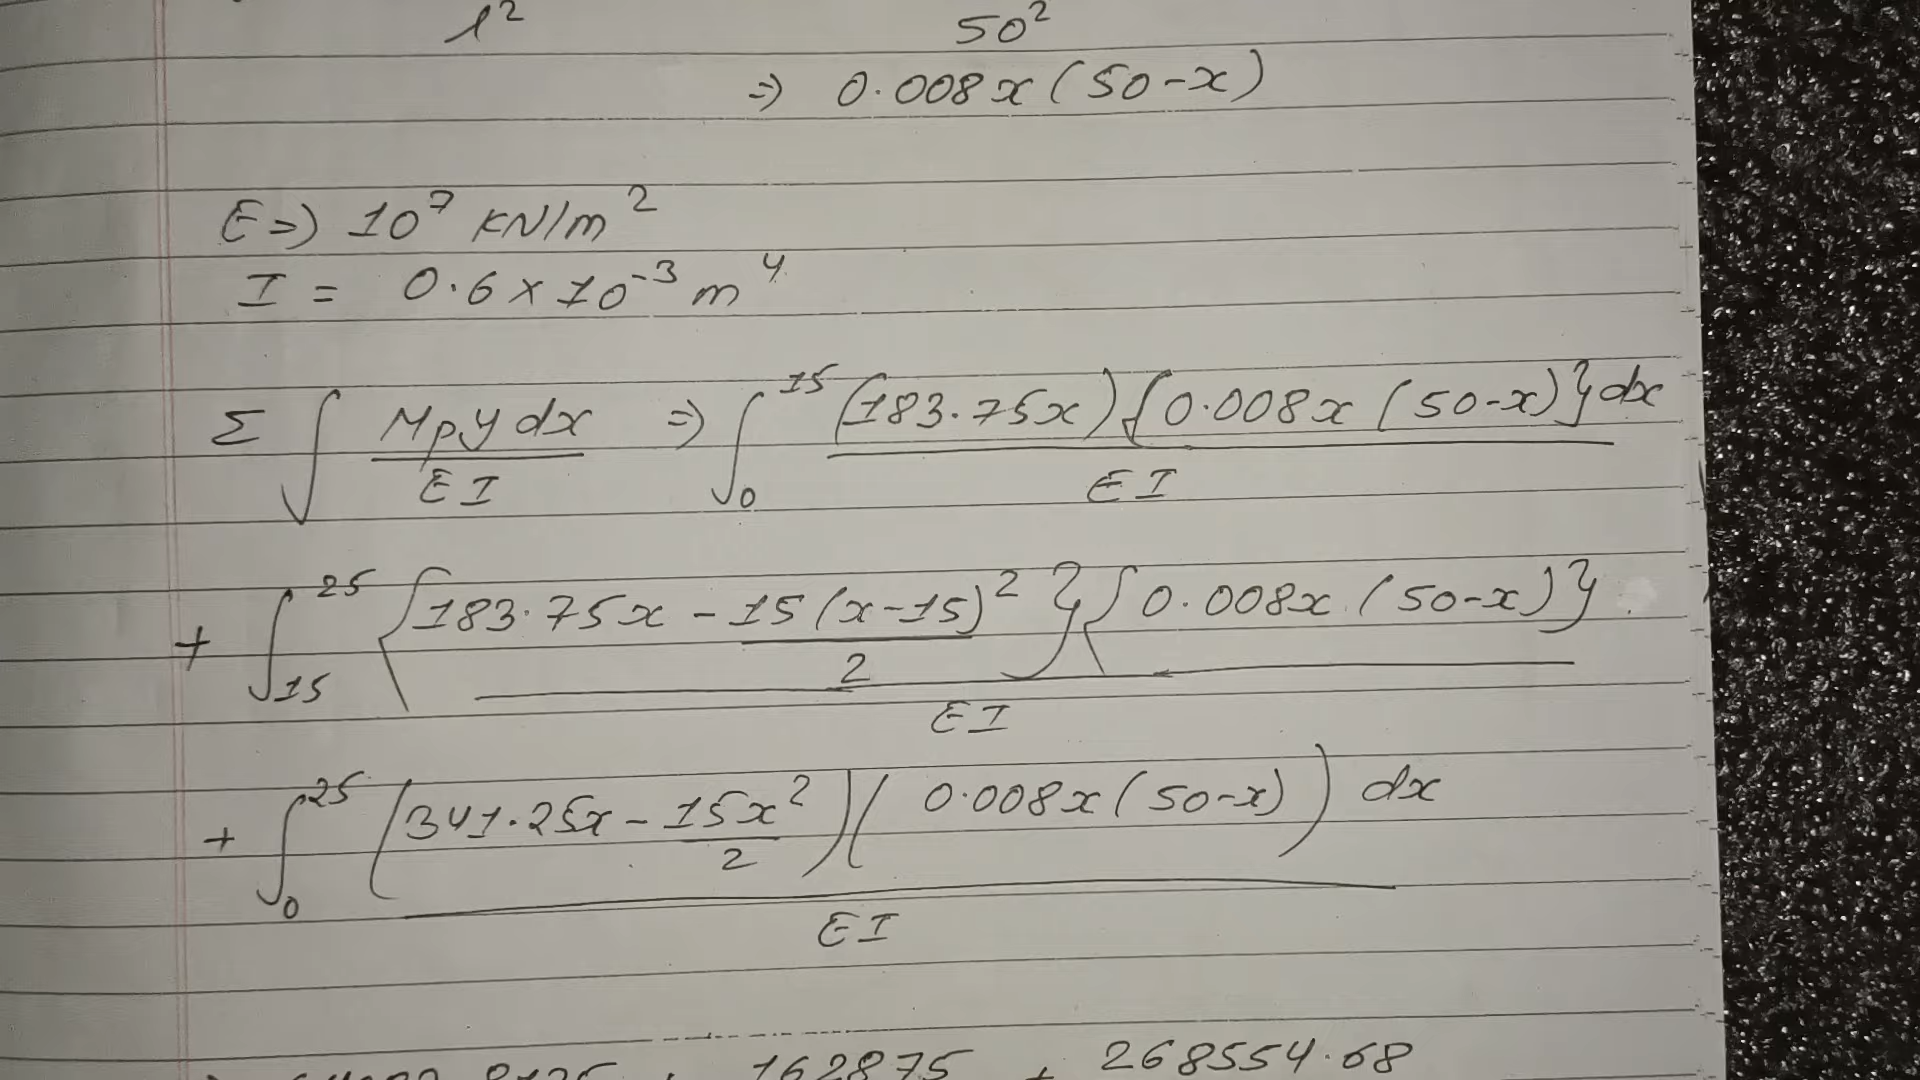 l² 50²
=> 0.008x(50-x)
E=) 10⁷ KN/m²
I = 0.6 × 10⁻³ m⁴
Σ ∫ Mpy dx / EI => ∫₀¹⁵ (183.75x) {0.008x (50-x)} dx / EI
+ ∫₁₅²⁵ {183.75x - 15(x-15)² / 2} {0.008x (50-x)} / EI
+ ∫₀²⁵ (341.25x - 15x² / 2) (0.008x(50-x)) dx / EI
162875 + 268554.68